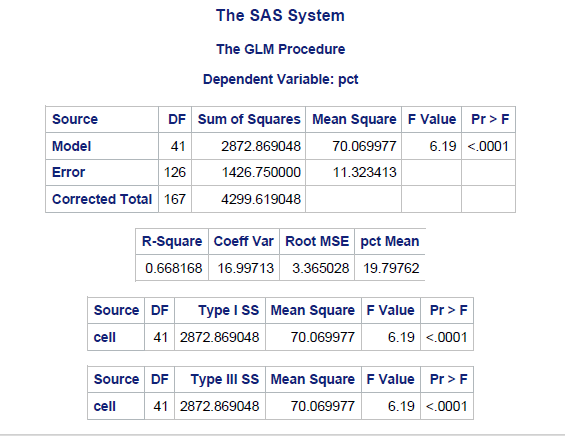 The SAS System
The GLM Procedure
Dependent Variable: pct
Source DF Sum of Squares Mean Square F Value Pr > F
Model 41 2872.869048 70.069977 6.19 <.0001
Error 126 1426.750000 11.323413
Corrected Total 167 4299.619048
R-Square Coeff Var Root MSE pct Mean
0.668168 16.99713 3.365028 19.79762
Source DF Type I SS Mean Square F Value Pr > F
cell 41 2872.869048 70.069977 6.19 <.0001
Source DF Type III SS Mean Square F Value Pr > F
cell 41 2872.869048 70.069977 6.19 <.0001